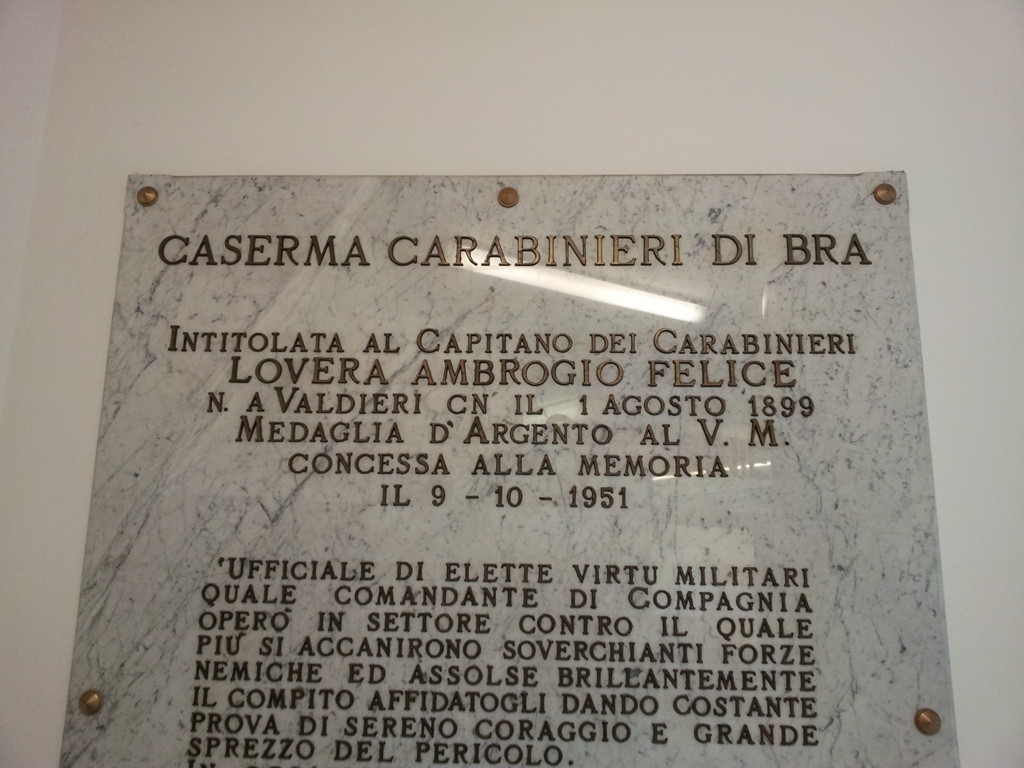 CASERMA CARABINIERI DI BRA
INTITOLATA AL CAPITANO DEI CARABINIERI
LOVERA AMBROGIO FELICE
N. A VALDIERI CN IL 1 AGOSTO 1899
MEDAGLIA D'ARGENTO AL V. M.
CONCESSA ALLA MEMORIA
IL 9 - 10 - 1951
‘UFFICIALE DI ELETTE VIRTU MILITARI
QUALE COMANDANTE DI COMPAGNIA
OPERÒ IN SETTORE CONTRO IL QUALE
PIÚ SI ACCANIRONO SOVERCHIANTI FORZE
NEMICHE ED ASSOLSE BRILLANTEMENTE
IL COMPITO AFFIDATOGLI DANDO COSTANTE
PROVA DI SERENO CORAGGIO E GRANDE
SPREZZO DEL PERICOLO.
IN